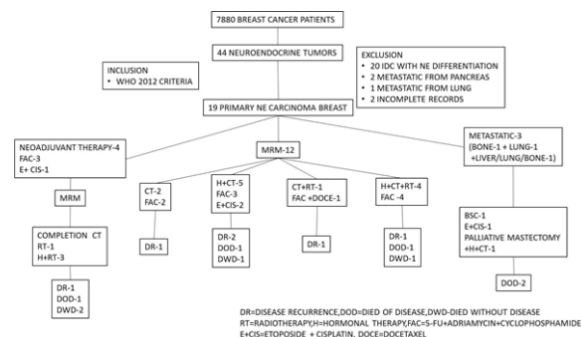 7880 BREAST CANCER PATIENTS
44 NEUROENDOCRINE TUMORS
INCLUSION
• WHO 2012 CRITERIA
EXCLUSION
• 20 IDC WITH NE DIFFERENTIATION
• 2 METASTATIC FROM PANCREAS
• 1 METASTATIC FROM LUNG
• 2 INCOMPLETE RECORDS
19 PRIMARY NE CARCINOMA BREAST
NEOADJUVANT THERAPY-4
FAC-3
E+ CIS-1
MRM-12
METASTATIC-3
(BONE-1 + LUNG-1
+LIVER/LUNG/BONE-1)
MRM
CT-2
FAC-2
H+CT-5
FAC-3
E+CIS-2
CT+RT-1
FAC +DOCE-1
H+CT+RT-4
FAC -4
COMPLETION CT
RT-1
H+RT-3
DR-1
DR-2
DOD-1
DWD-1
DR-1
DR-1
DOD-1
DWD-1
BSC-1
E+CIS-1
PALLIATIVE MASTECTOMY
+H+CT-1
DR-1
DOD-1
DWD-2
DOD-2
DR=DISEASE RECURRENCE,DOD=DIED OF DISEASE,DWD-DIED WITHOUT DISEASE
RT=RADIOTHERAPY,H=HORMONAL THERAPY,FAC=5-FU+ADRIAMYCIN+CYCLOPHOSPHAMIDE
E+CIS=ETOPOSIDE + CISPLATIN, DOCE=DOCETAXEL